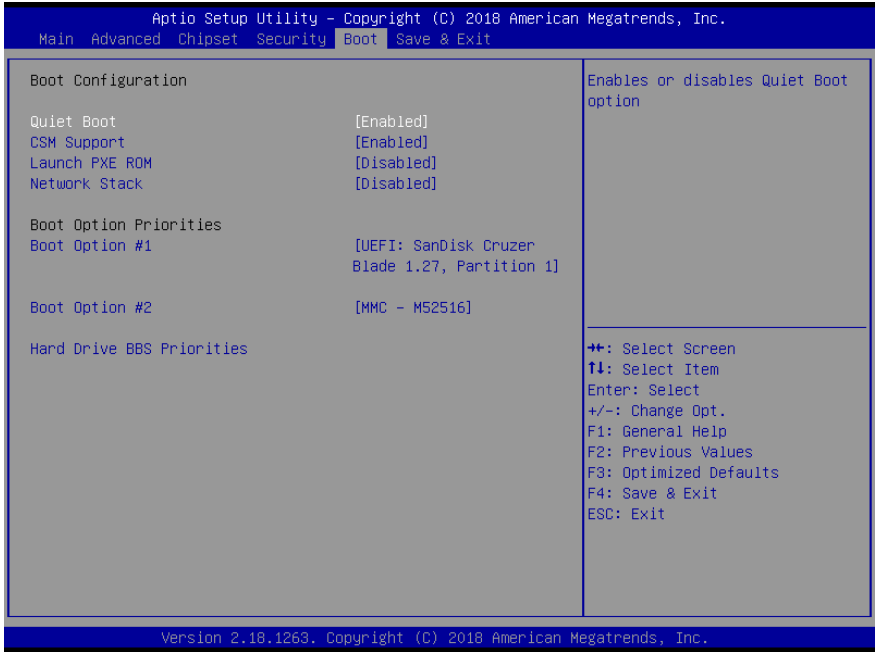 Aptio Setup Utility – Copyright (C) 2018 American Megatrends, Inc.
Main Advanced Chipset Security Boot Save & Exit
Boot Configuration
Quiet Boot [Enabled]
CSM Support [Enabled]
Launch PXE ROM [Disabled]
Network Stack [Disabled]
Boot Option Priorities
Boot Option #1 [UEFI: SanDisk Cruzer
Blade 1.27, Partition 1]
Boot Option #2 [MMC - M52516]
Hard Drive BBS Priorities
Enables or disables Quiet Boot
option
→←: Select Screen
↑↓: Select Item
Enter: Select
+/-: Change Opt.
F1: General Help
F2: Previous Values
F3: Optimized Defaults
F4: Save & Exit
ESC: Exit
Version 2.18.1263. Copyright (C) 2018 American Megatrends, Inc.